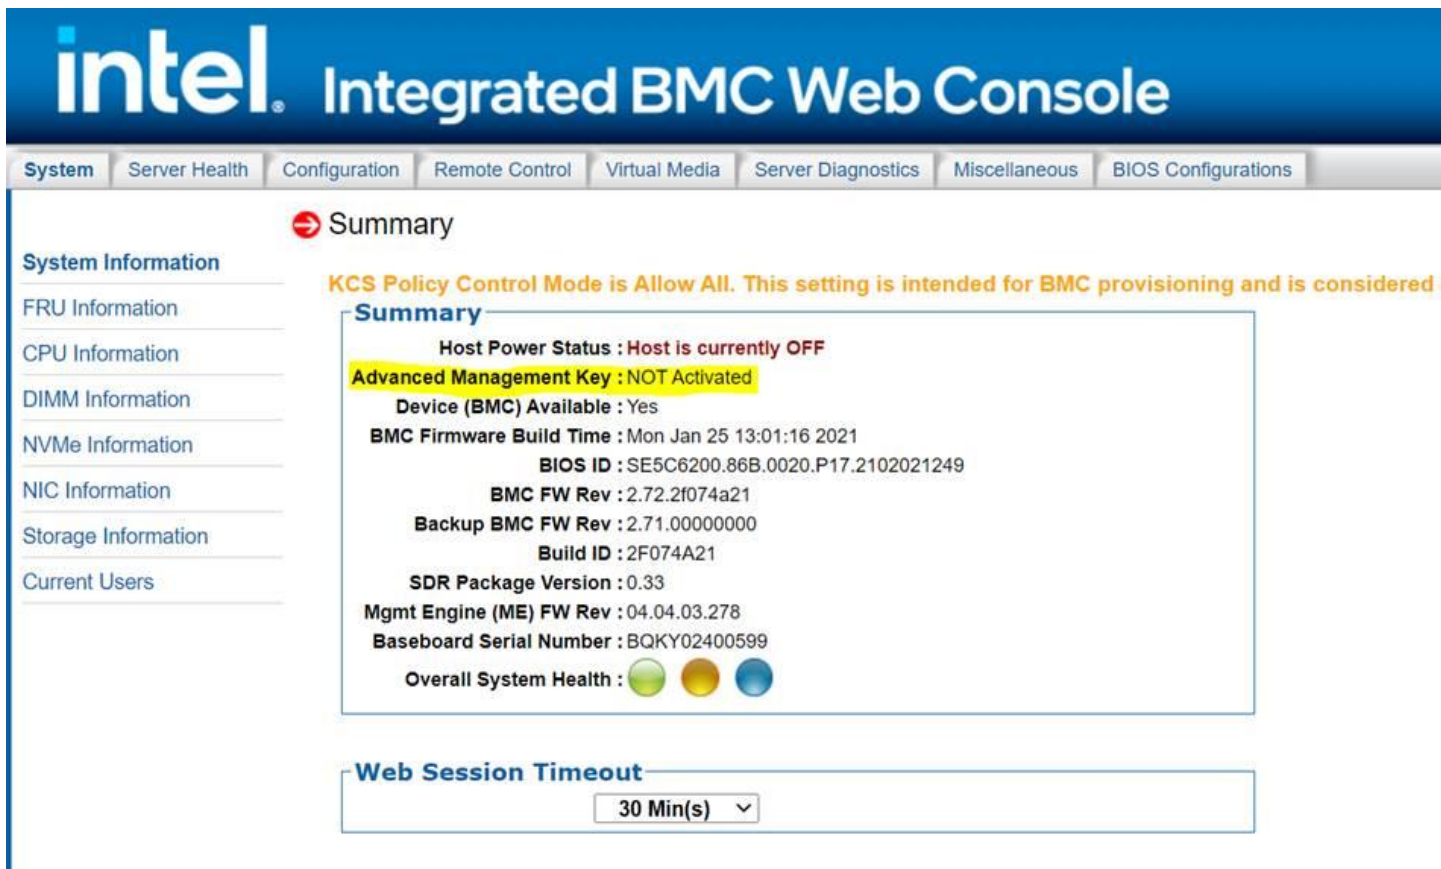 intel. Integrated BMC Web Console
System Server Health Configuration Remote Control Virtual Media Server Diagnostics Miscellaneous BIOS Configurations
Summary
System Information
FRU Information
CPU Information
DIMM Information
NVMe Information
NIC Information
Storage Information
Current Users
KCS Policy Control Mode is Allow All. This setting is intended for BMC provisioning and is considered
Summary
Host Power Status : Host is currently OFF
Advanced Management Key : NOT Activated
Device (BMC) Available : Yes
BMC Firmware Build Time : Mon Jan 25 13:01:16 2021
BIOS ID : SE5C6200.86B.0020.P17.2102021249
BMC FW Rev : 2.72.2f074a21
Backup BMC FW Rev : 2.71.00000000
Build ID : 2F074A21
SDR Package Version : 0.33
Mgmt Engine (ME) FW Rev : 04.04.03.278
Baseboard Serial Number : BQKY02400599
Overall System Health :
Web Session Timeout
30 Min(s)